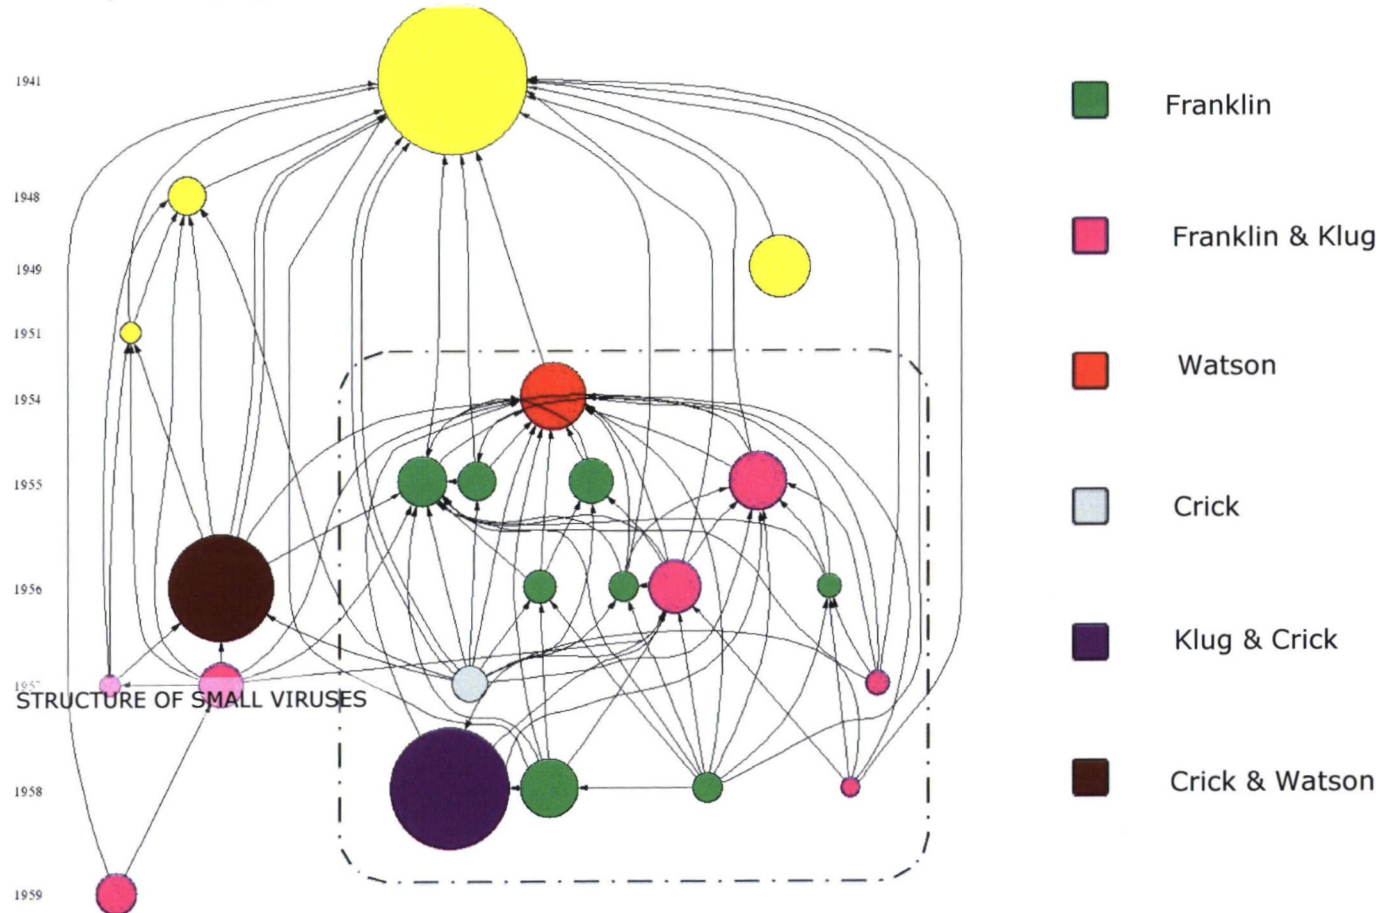 1941
1948
1949
1951
1954
1955
1956
STRUCTURE OF SMALL VIRUSES
1958
1959
Franklin
Franklin & Klug
Watson
Crick
Klug & Crick
Crick & Watson